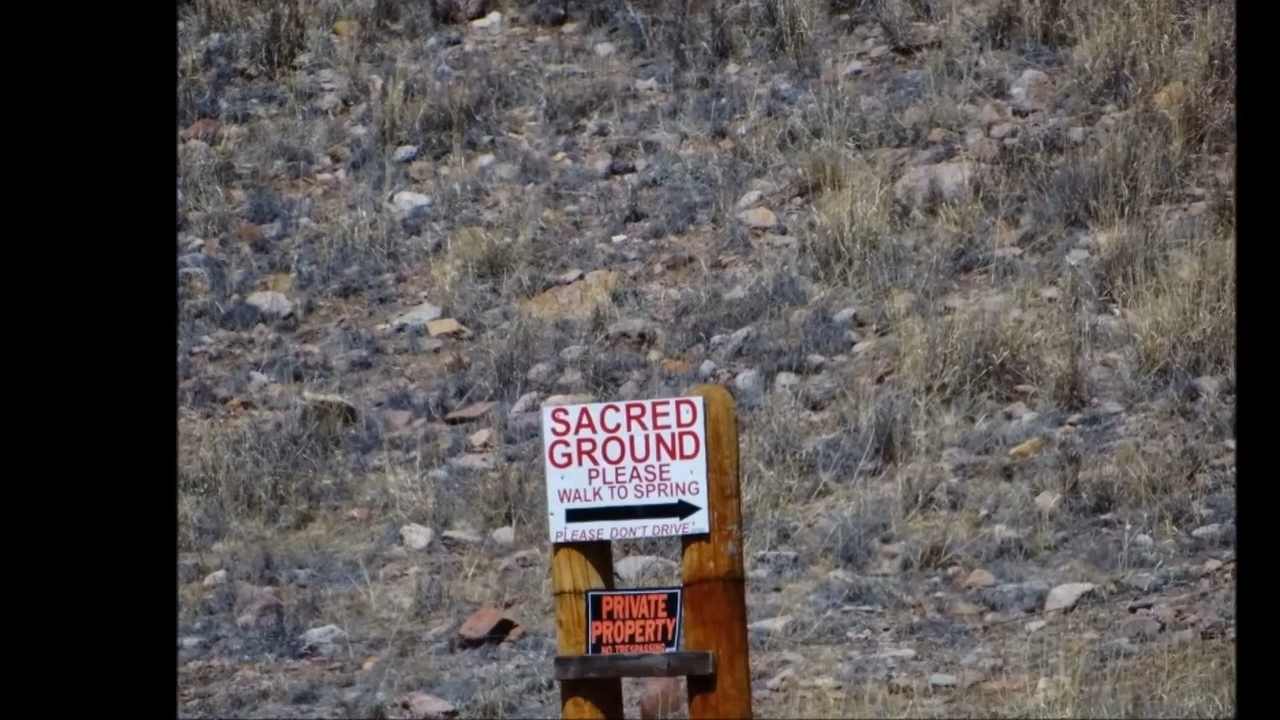 SACRED
GROUND
PLEASE
WALK TO SPRING
PLEASE DON'T DRIVE!
PRIVATE
PROPERTY
NO TRESPASSING